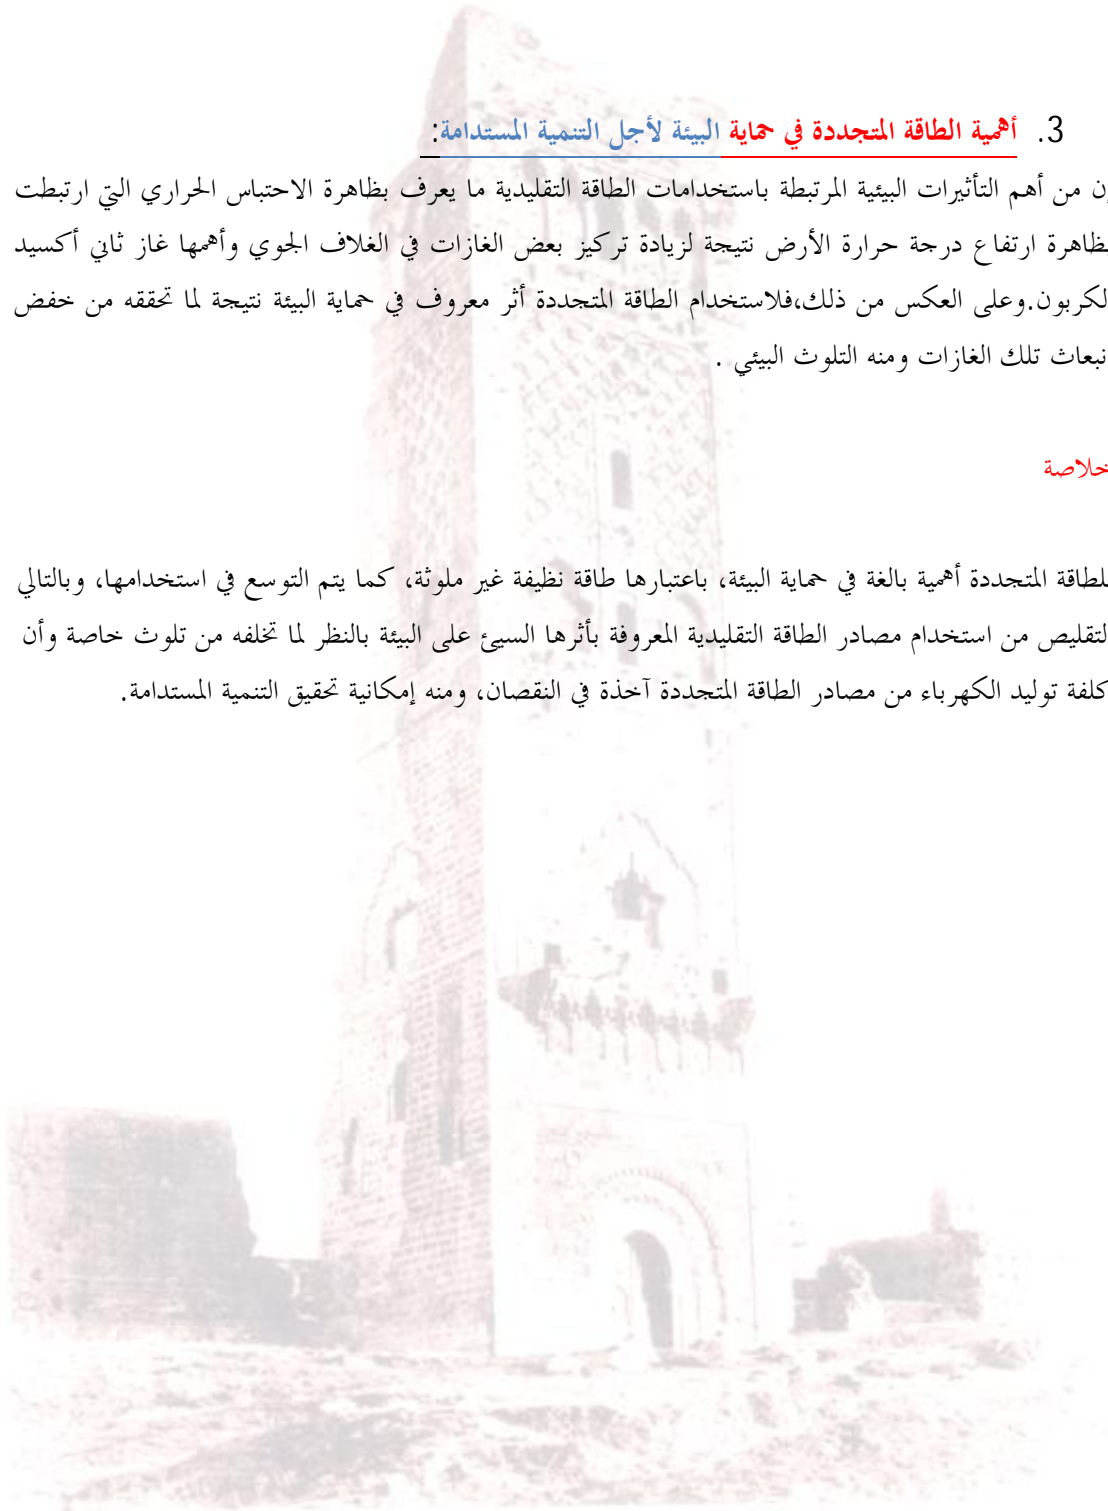 3. أهمية الطاقة المتجددة في حماية البيئة لأجل التنمية المستدامة:
ن من أهم التأثيرات البيئية المرتبطة باستخدامات الطاقة التقليدية ما يعرف بظاهرة الاحتباس الحراري التي ارتبطت
ظاهرة ارتفاع درجة حرارة الأرض نتيجة لزيادة تركيز بعض الغازات في الغلاف الجوي وأهمها غاز ثاني أكسيد
لكربون.وعلى العكس من ذلك،فلاستخدام الطاقة المتجددة أثر معروف في حماية البيئة نتيجة لما تحققه من خفض
نبعاث تلك الغازات ومنه التلوث البيئي .
خلاصة
لطاقة المتجددة أهمية بالغة في حماية البيئة، باعتبارها طاقة نظيفة غير ملوثة، كما يتم التوسع في استخدامها، وبالتالي
لتقليص من استخدام مصادر الطاقة التقليدية المعروفة بأثرها السيئ على البيئة بالنظر لما تخلفه من تلوث خاصة وأن
كلفة توليد الكهرباء من مصادر الطاقة المتجددة آخذة في النقصان، ومنه إمكانية تحقيق التنمية المستدامة.